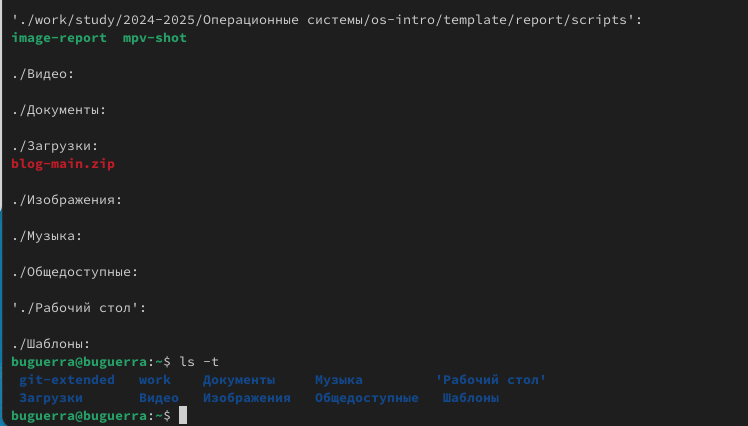 './work/study/2024-2025/Операционные системы/os-intro/template/report/scripts':
image-report  mpv-shot
./Видео:
./Документы:
./Загрузки:
blog-main.zip
./Изображения:
./Музыка:
./Общедоступные:
'./Рабочий стол':
./Шаблоны:
buguerra@buguerra:~$ ls -t
git-extended  work  Документы  Музыка  'Рабочий стол'
Загрузки  Видео  Изображения  Общедоступные  Шаблоны
buguerra@buguerra:~$